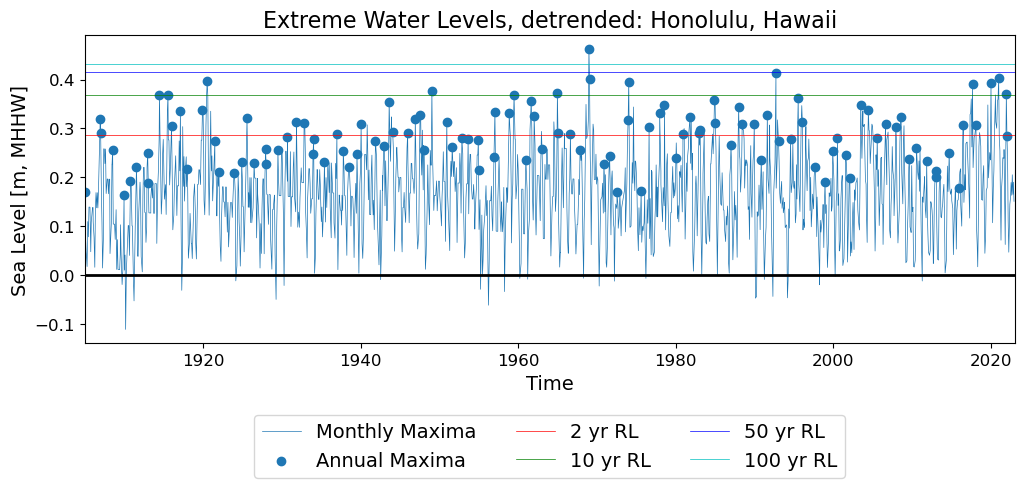 Extreme Water Levels, detrended: Honolulu, Hawaii
Sea Level [m, MHHW]
0.4
0.3
0.2
0.1
0.0
−0.1
1920 1940 1960 1980 2000 2020
Time
Monthly Maxima 2 yr RL 50 yr RL
Annual Maxima 10 yr RL 100 yr RL